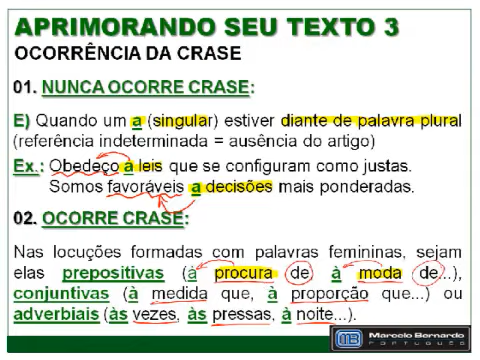 APRIMORANDO SEU TEXTO 3
OCORRÊNCIA DA CRASE
01. NUNCA OCORRE CRASE:
E) Quando um a (singular) estiver diante de palavra plural
(referência indeterminada = ausência do artigo)
Ex.: Obedeço a leis que se configuram como justas.
Somos favoráveis a decisões mais ponderadas.
02. OCORRE CRASE:
Nas locuções formadas com palavras femininas, sejam
elas prepositivas (à procura de à moda de...),
conjuntivas (à medida que, à proporção que...) ou
adverbiais (às vezes, às pressas, à noite...).
MB Marcelo Bernardo
PORTUGUÊS